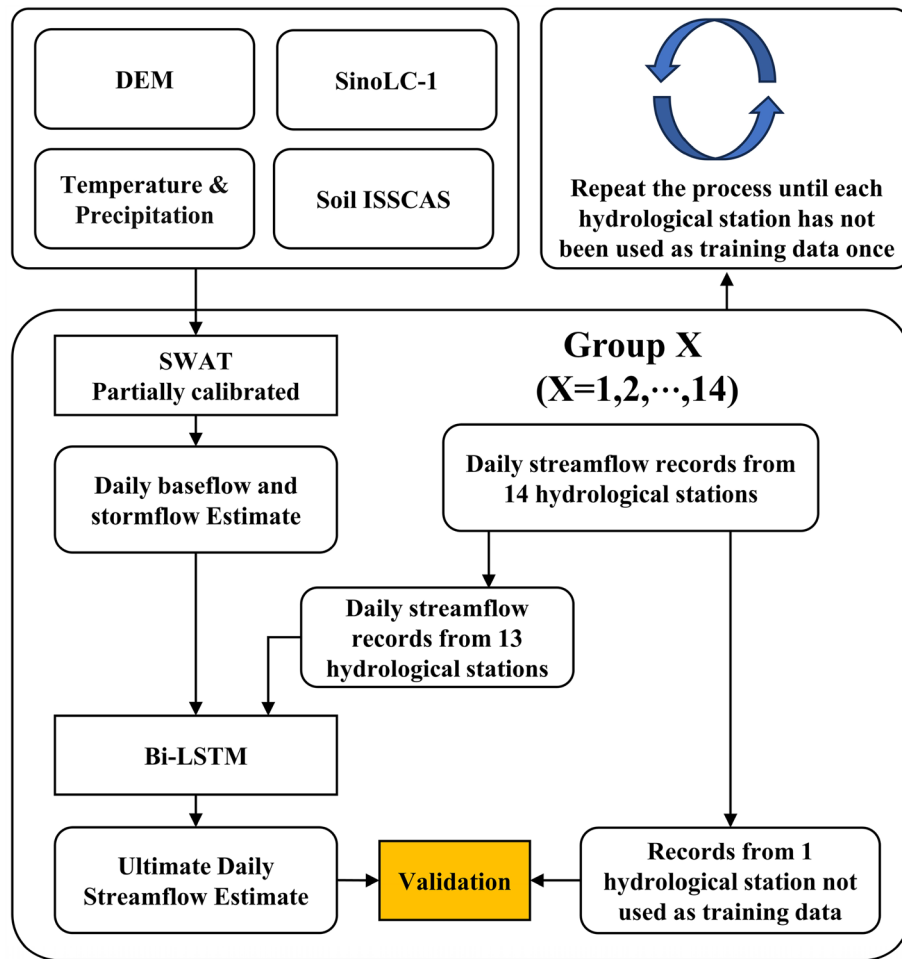 DEM
SinoLC-1
Temperature &
Precipitation
Soil ISSCAS
Repeat the process until each
hydrological station has not
been used as training data once
SWAT
Partially calibrated
Group X
(X=1,2,⋯,14)
Daily baseflow and
stormflow Estimate
Daily streamflow records from
14 hydrological stations
Daily streamflow
records from 13
hydrological stations
Bi-LSTM
Ultimate Daily
Streamflow Estimate
Validation
Records from 1
hydrological station not
used as training data